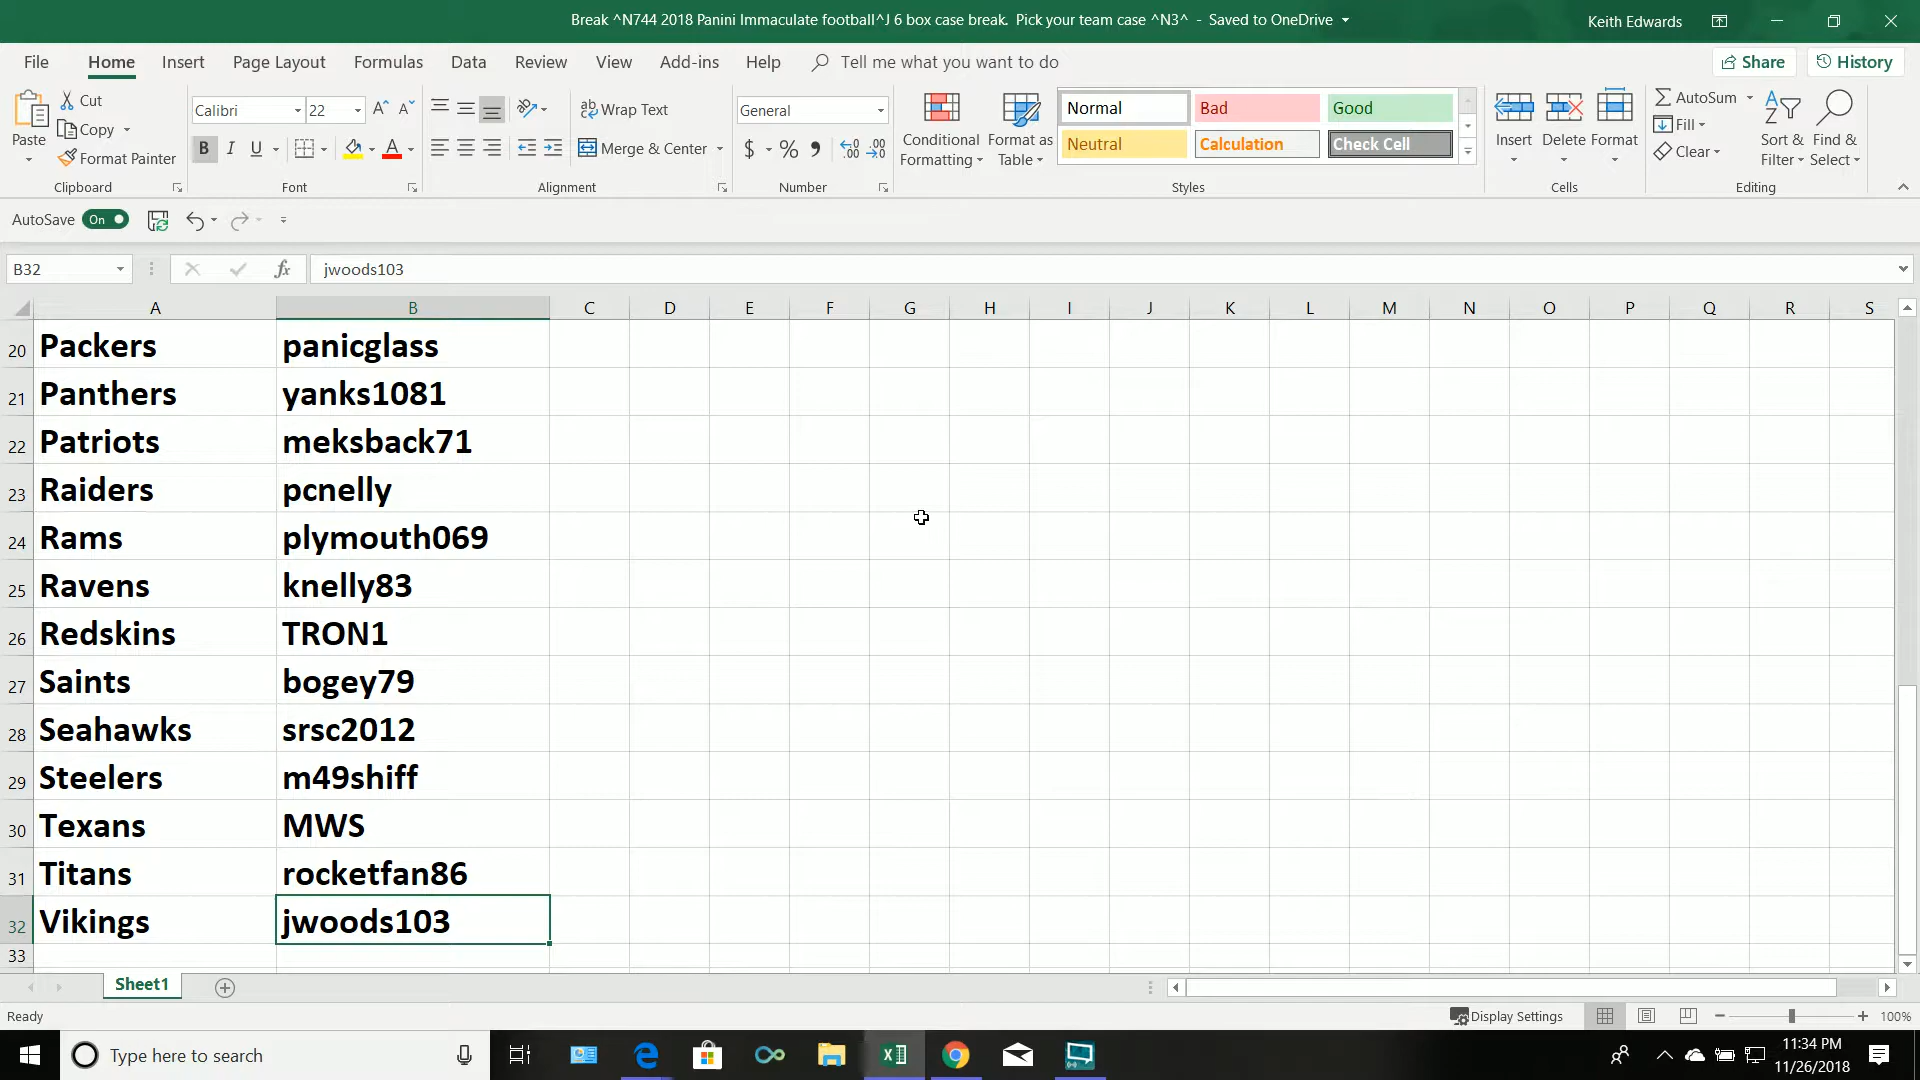 Break ^N744 2018 Panini Immaculate football^J 6 box case break.  Pick your team case ^N3^  -  Saved to OneDrive
Keith Edwards
File Home Insert Page Layout Formulas Data Review View Add-ins Help Tell me what you want to do Share History
Cut
Copy
Format Painter
Paste
Clipboard
Calibri 22
B I U
Font
Wrap Text
Merge & Center
Alignment
General
$ %
Number
Conditional Formatting
Format as Table
Normal Bad Good
Neutral Calculation Check Cell
Styles
Insert Delete Format
Cells
AutoSum
Fill
Clear
Sort & Filter
Find & Select
Editing
AutoSave On
B32 fx jwoods103
A B C D E F G H I J K L M N O P Q R S
20 Packers panicglass
21 Panthers yanks1081
22 Patriots meksback71
23 Raiders pcnelly
24 Rams plymouth069
25 Ravens knelly83
26 Redskins TRON1
27 Saints bogey79
28 Seahawks srsc2012
29 Steelers m49shiff
30 Texans MWS
31 Titans rocketfan86
32 Vikings jwoods103
33
Sheet1
Ready Display Settings 100%
Type here to search
11:34 PM
11/26/2018